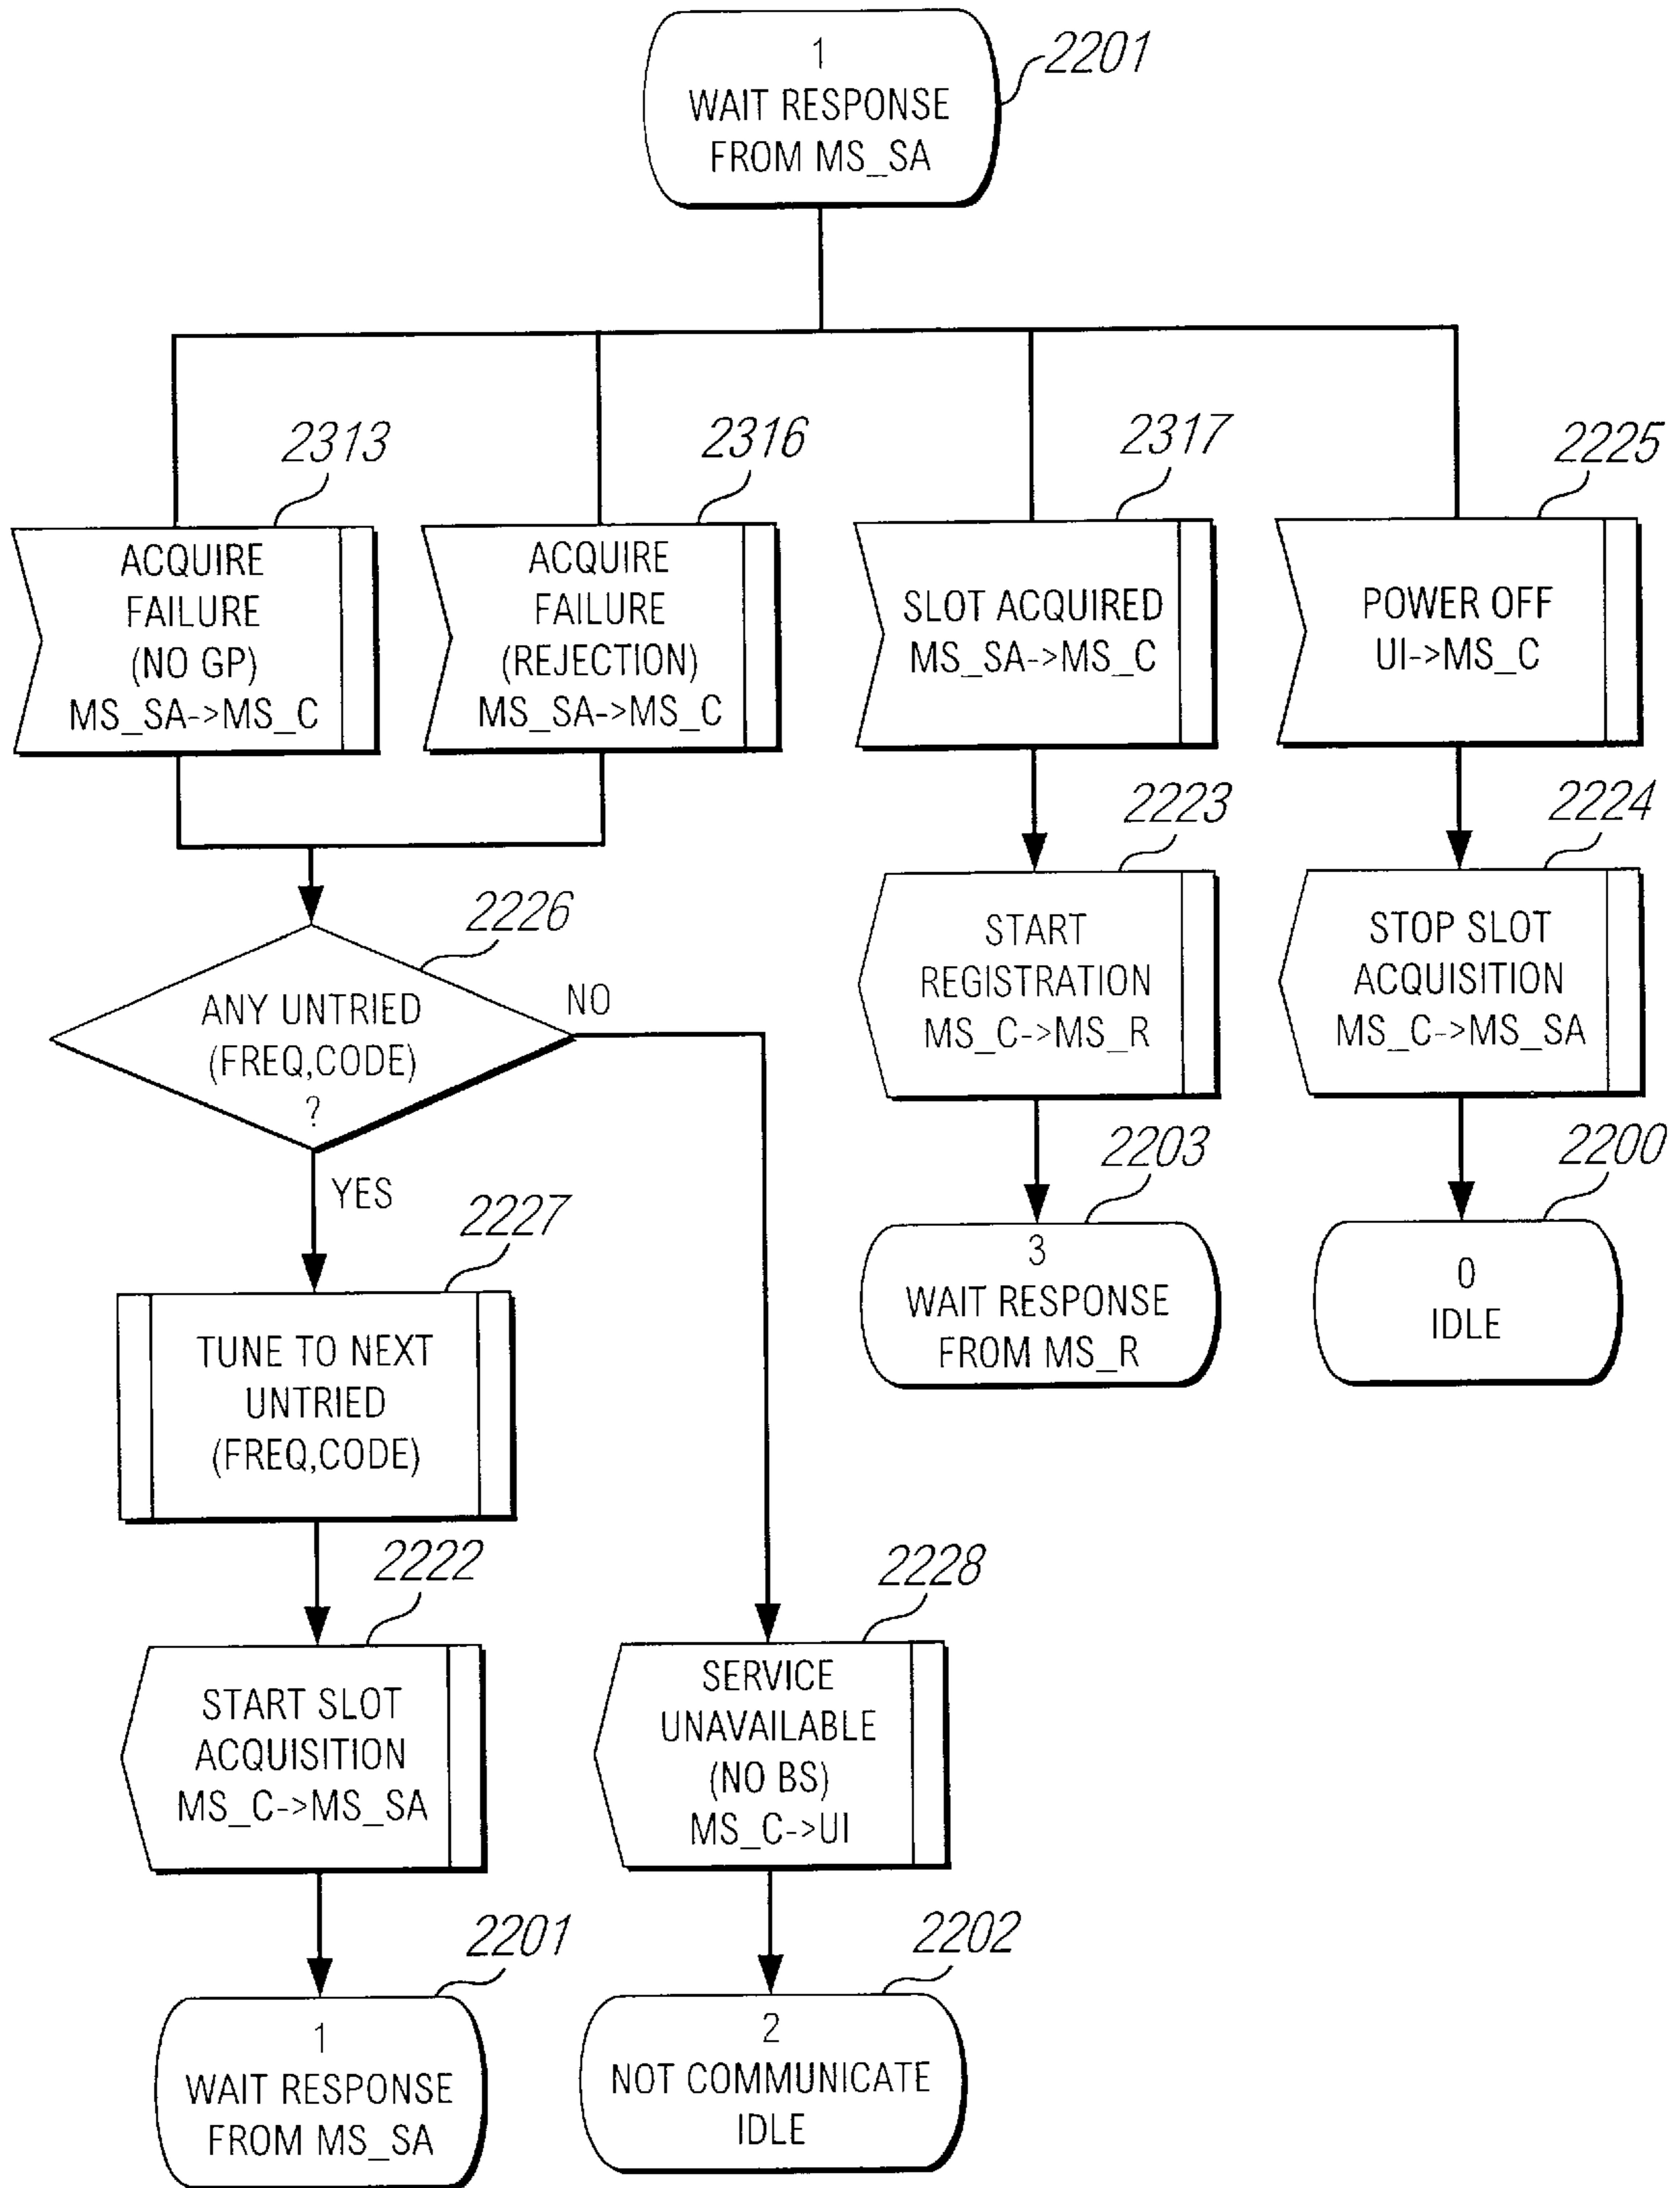 1
WAIT RESPONSE
FROM MS_SA
2201
2313
ACQUIRE
FAILURE
(NO GP)
MS_SA->MS_C
2316
ACQUIRE
FAILURE
(REJECTION)
MS_SA->MS_C
2317
SLOT ACQUIRED
MS_SA->MS_C
2225
POWER OFF
UI->MS_C
2226
ANY UNTRIED
(FREQ,CODE)
?
NO
YES
2223
START
REGISTRATION
MS_C->MS_R
2224
STOP SLOT
ACQUISITION
MS_C->MS_SA
2203
3
WAIT RESPONSE
FROM MS_R
2200
0
IDLE
2227
TUNE TO NEXT
UNTRIED
(FREQ,CODE)
2222
START SLOT
ACQUISITION
MS_C->MS_SA
2228
SERVICE
UNAVAILABLE
(NO BS)
MS_C->UI
2201
1
WAIT RESPONSE
FROM MS_SA
2202
2
NOT COMMUNICATE
IDLE